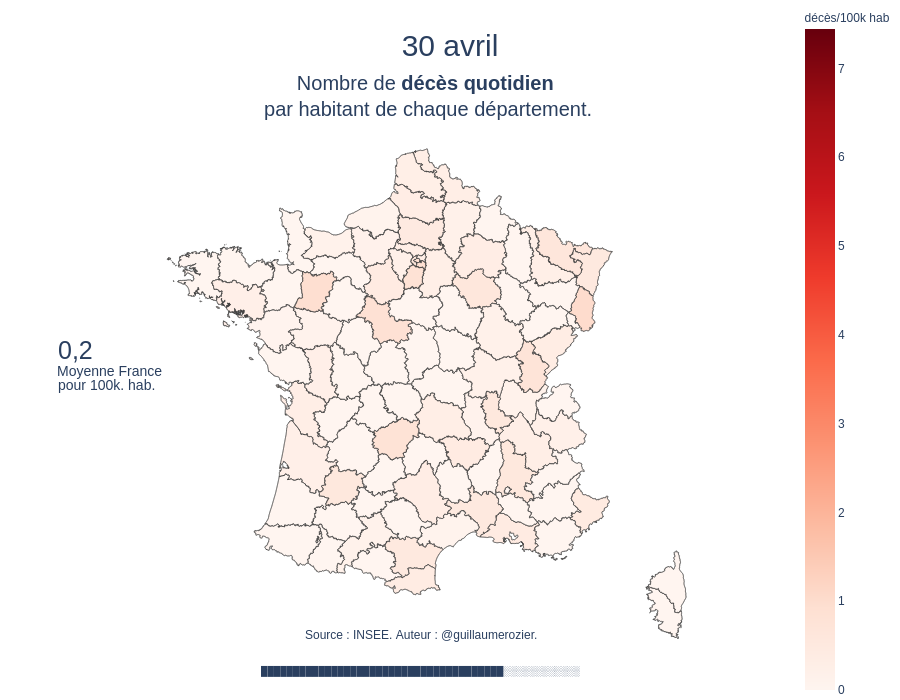 30 avril
Nombre de décès quotidien
par habitant de chaque département.
décès/100k hab
7
6
5
4
3
2
1
0
0,2
Moyenne France
pour 100k. hab.
Source : INSEE. Auteur : @guillaumerozier.